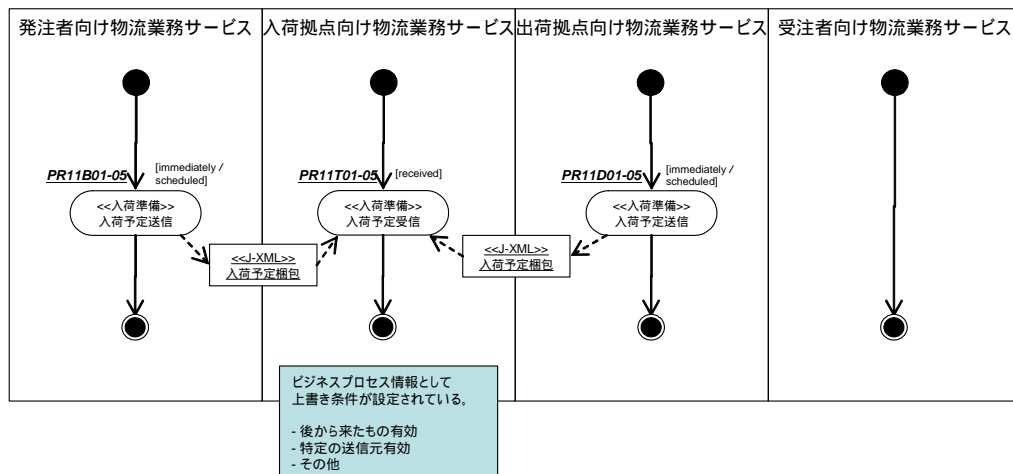 発注者向け物流業務サービス
入荷拠点向け物流業務サービス
出荷拠点向け物流業務サービス
受注者向け物流業務サービス
PR11B01-05
[immediately /
scheduled]
<<入荷準備>>
入荷予定送信
PR11T01-05
[received]
<<入荷準備>>
入荷予定受信
PR11D01-05
[immediately /
scheduled]
<<入荷準備>>
入荷予定送信
<<J-XML>>
入荷予定梱包
<<J-XML>>
入荷予定梱包
ビジネスプロセス情報として
上書き条件が設定されている。
- 後から来たもの有効
- 特定の送信元有効
- その他